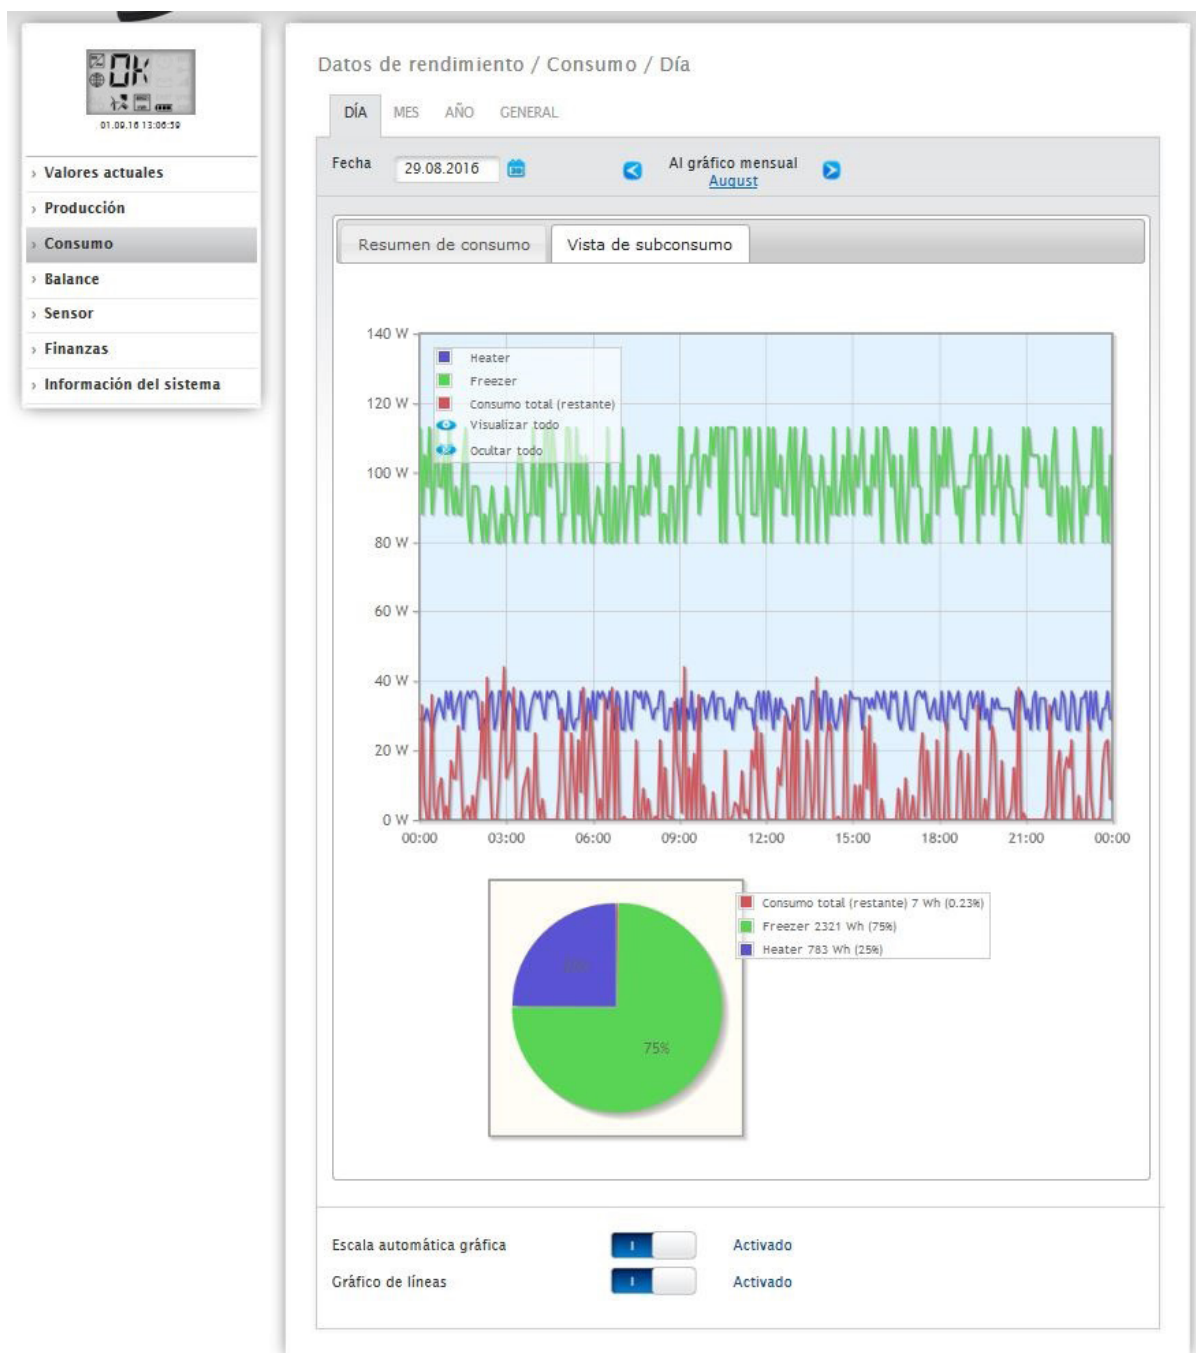 OK
01.09.16 13:06:59
Valores actuales
Producción
Consumo
Balance
Sensor
Finanzas
Información del sistema
Datos de rendimiento / Consumo / Día
DÍA MES AÑO GENERAL
Fecha 29.08.2016 Al gráfico mensual
August
Resumen de consumo Vista de subconsumo
140 W
120 W
100 W
80 W
60 W
40 W
20 W
0 W
Heater
Freezer
Consumo total (restante)
Visualizar todo
Ocultar todo
00:00 03:00 06:00 09:00 12:00 15:00 18:00 21:00 00:00
Consumo total (restante) 7 Wh (0.23%)
Freezer 2321 Wh (75%)
Heater 783 Wh (25%)
25%
75%
Escala automática gráfica I Activado
Gráfico de líneas I Activado